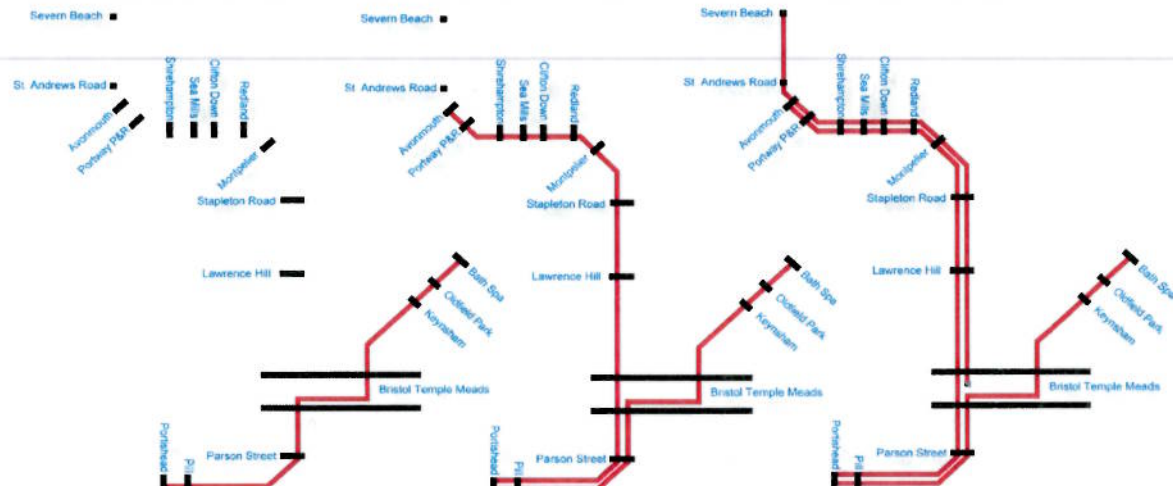 Severn Beach
St. Andrews Road
Avonmouth
Portway P&R
Shirehampton
Sea Mills
Clifton Down
Redland
Montpelier
Stapleton Road
Lawrence Hill
Bath Spa
Oldfield Park
Keynsham
Bristol Temple Meads
Parson Street
Portishead
Pill
Severn Beach
St. Andrews Road
Avonmouth
Portway P&R
Shirehampton
Sea Mills
Clifton Down
Redland
Montpelier
Stapleton Road
Lawrence Hill
Bath Spa
Oldfield Park
Keynsham
Bristol Temple Meads
Parson Street
Portishead
Pill
Severn Beach
St. Andrews Road
Avonmouth
Portway P&R
Shirehampton
Sea Mills
Clifton Down
Redland
Montpelier
Stapleton Road
Lawrence Hill
Bath Spa
Oldfield Park
Keynsham
Bristol Temple Meads
Parson Street
Portishead
Pill